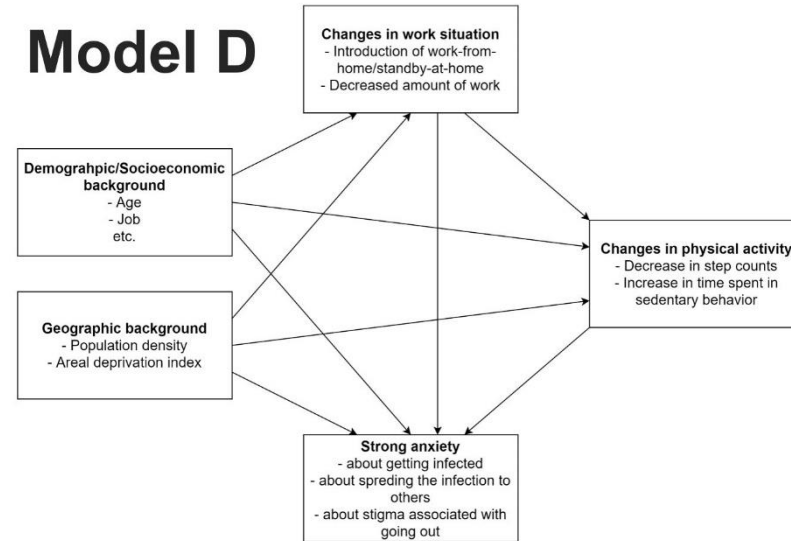 Model D
Changes in work situation
- Introduction of work-from-
home/standby-at-home
- Decreased amount of work
Demograhpic/Socioeconomic
background
- Age
- Job
etc.
Changes in physical activity
- Decrease in step counts
- Increase in time spent in
sedentary behavior
Geographic background
- Population density
- Areal deprivation index
Strong anxiety
- about getting infected
- about spreding the infection to
others
- about stigma associated with
going out